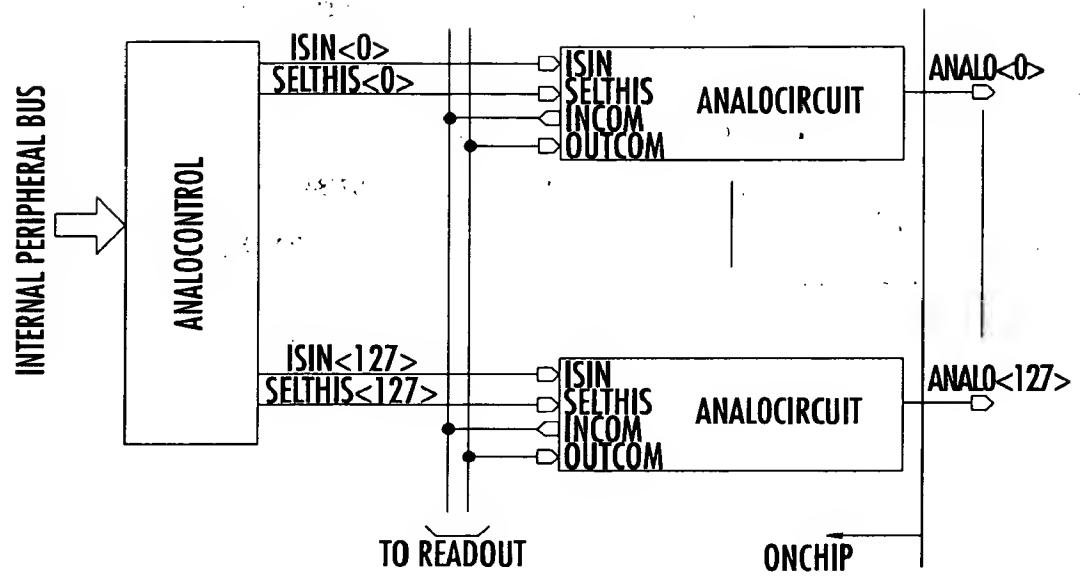 INTERNAL PERIPHERAL BUS
ANALOCONTROL
ISIN<0>
SELTHIS<0>
ISIN
SELTHIS
INCOM
OUTCOM
ANALOCIRCUIT
ANALO<0>
ISIN<127>
SELTHIS<127>
ISIN
SELTHIS
INCOM
OUTCOM
ANALOCIRCUIT
ANALO<127>
TO READOUT
ONCHIP